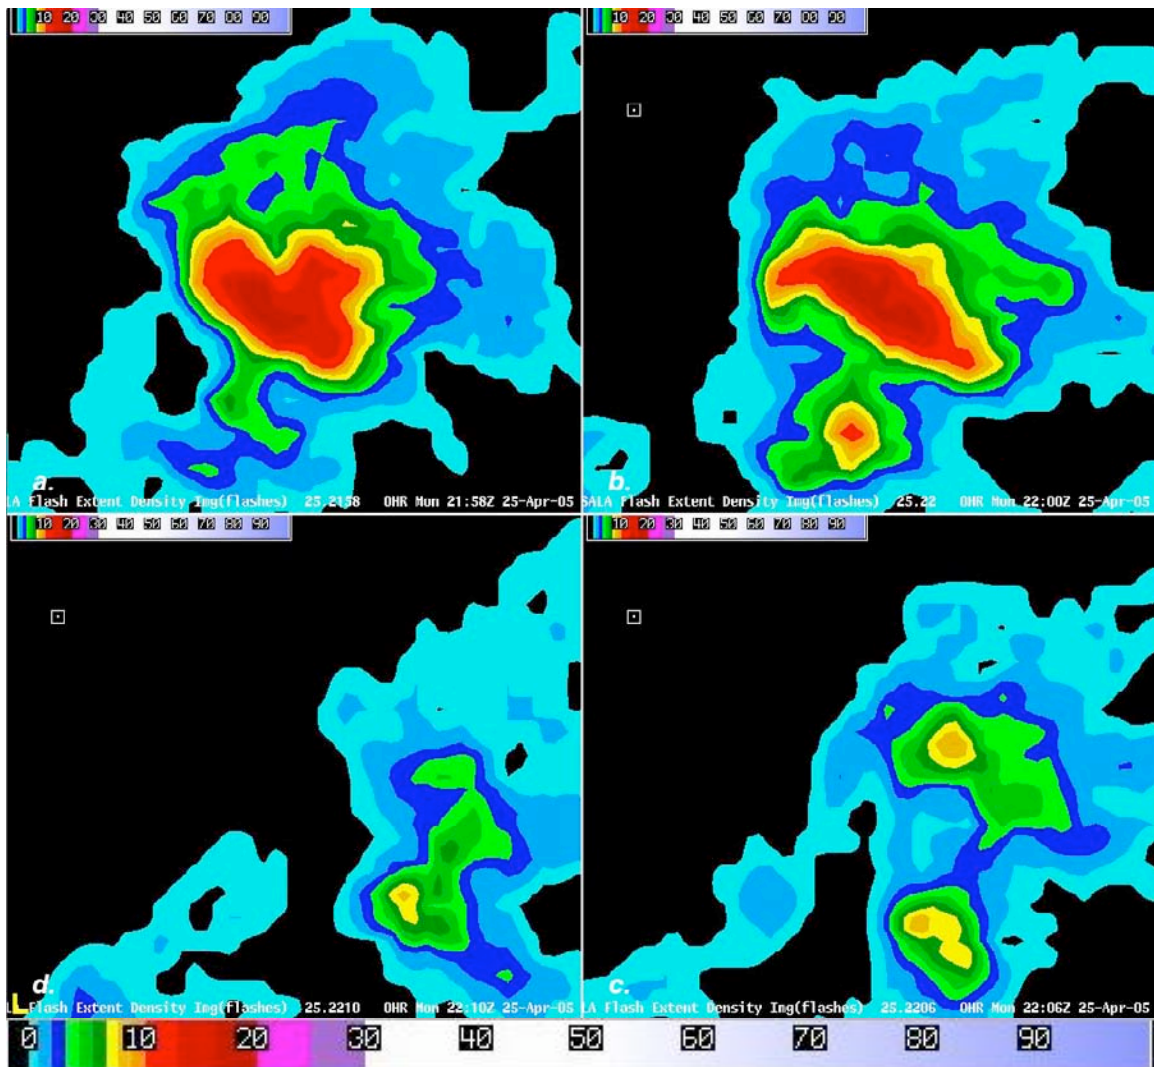 10 20 30 40 50 60 70 80 90
10 20 30 40 50 60 70 80 90
a.
LA Flash Extent Density Img(flashes) 25.2158 OHR Mon 21:58Z 25-Apr-05
b.
SALA Flash Extent Density Img(flashes) 25.22 OHR Mon 22:00Z 25-Apr-05
10 20 30 40 50 60 70 80 90
10 20 30 40 50 60 70 80 90
d.
L
Flash Extent Density Img(flashes) 25.2210 OHR Mon 22:10Z 25-Apr-05
c.
LA Flash Extent Density Img(flashes) 25.2206 OHR Mon 22:06Z 25-Apr-05
0 10 20 30 40 50 60 70 80 90